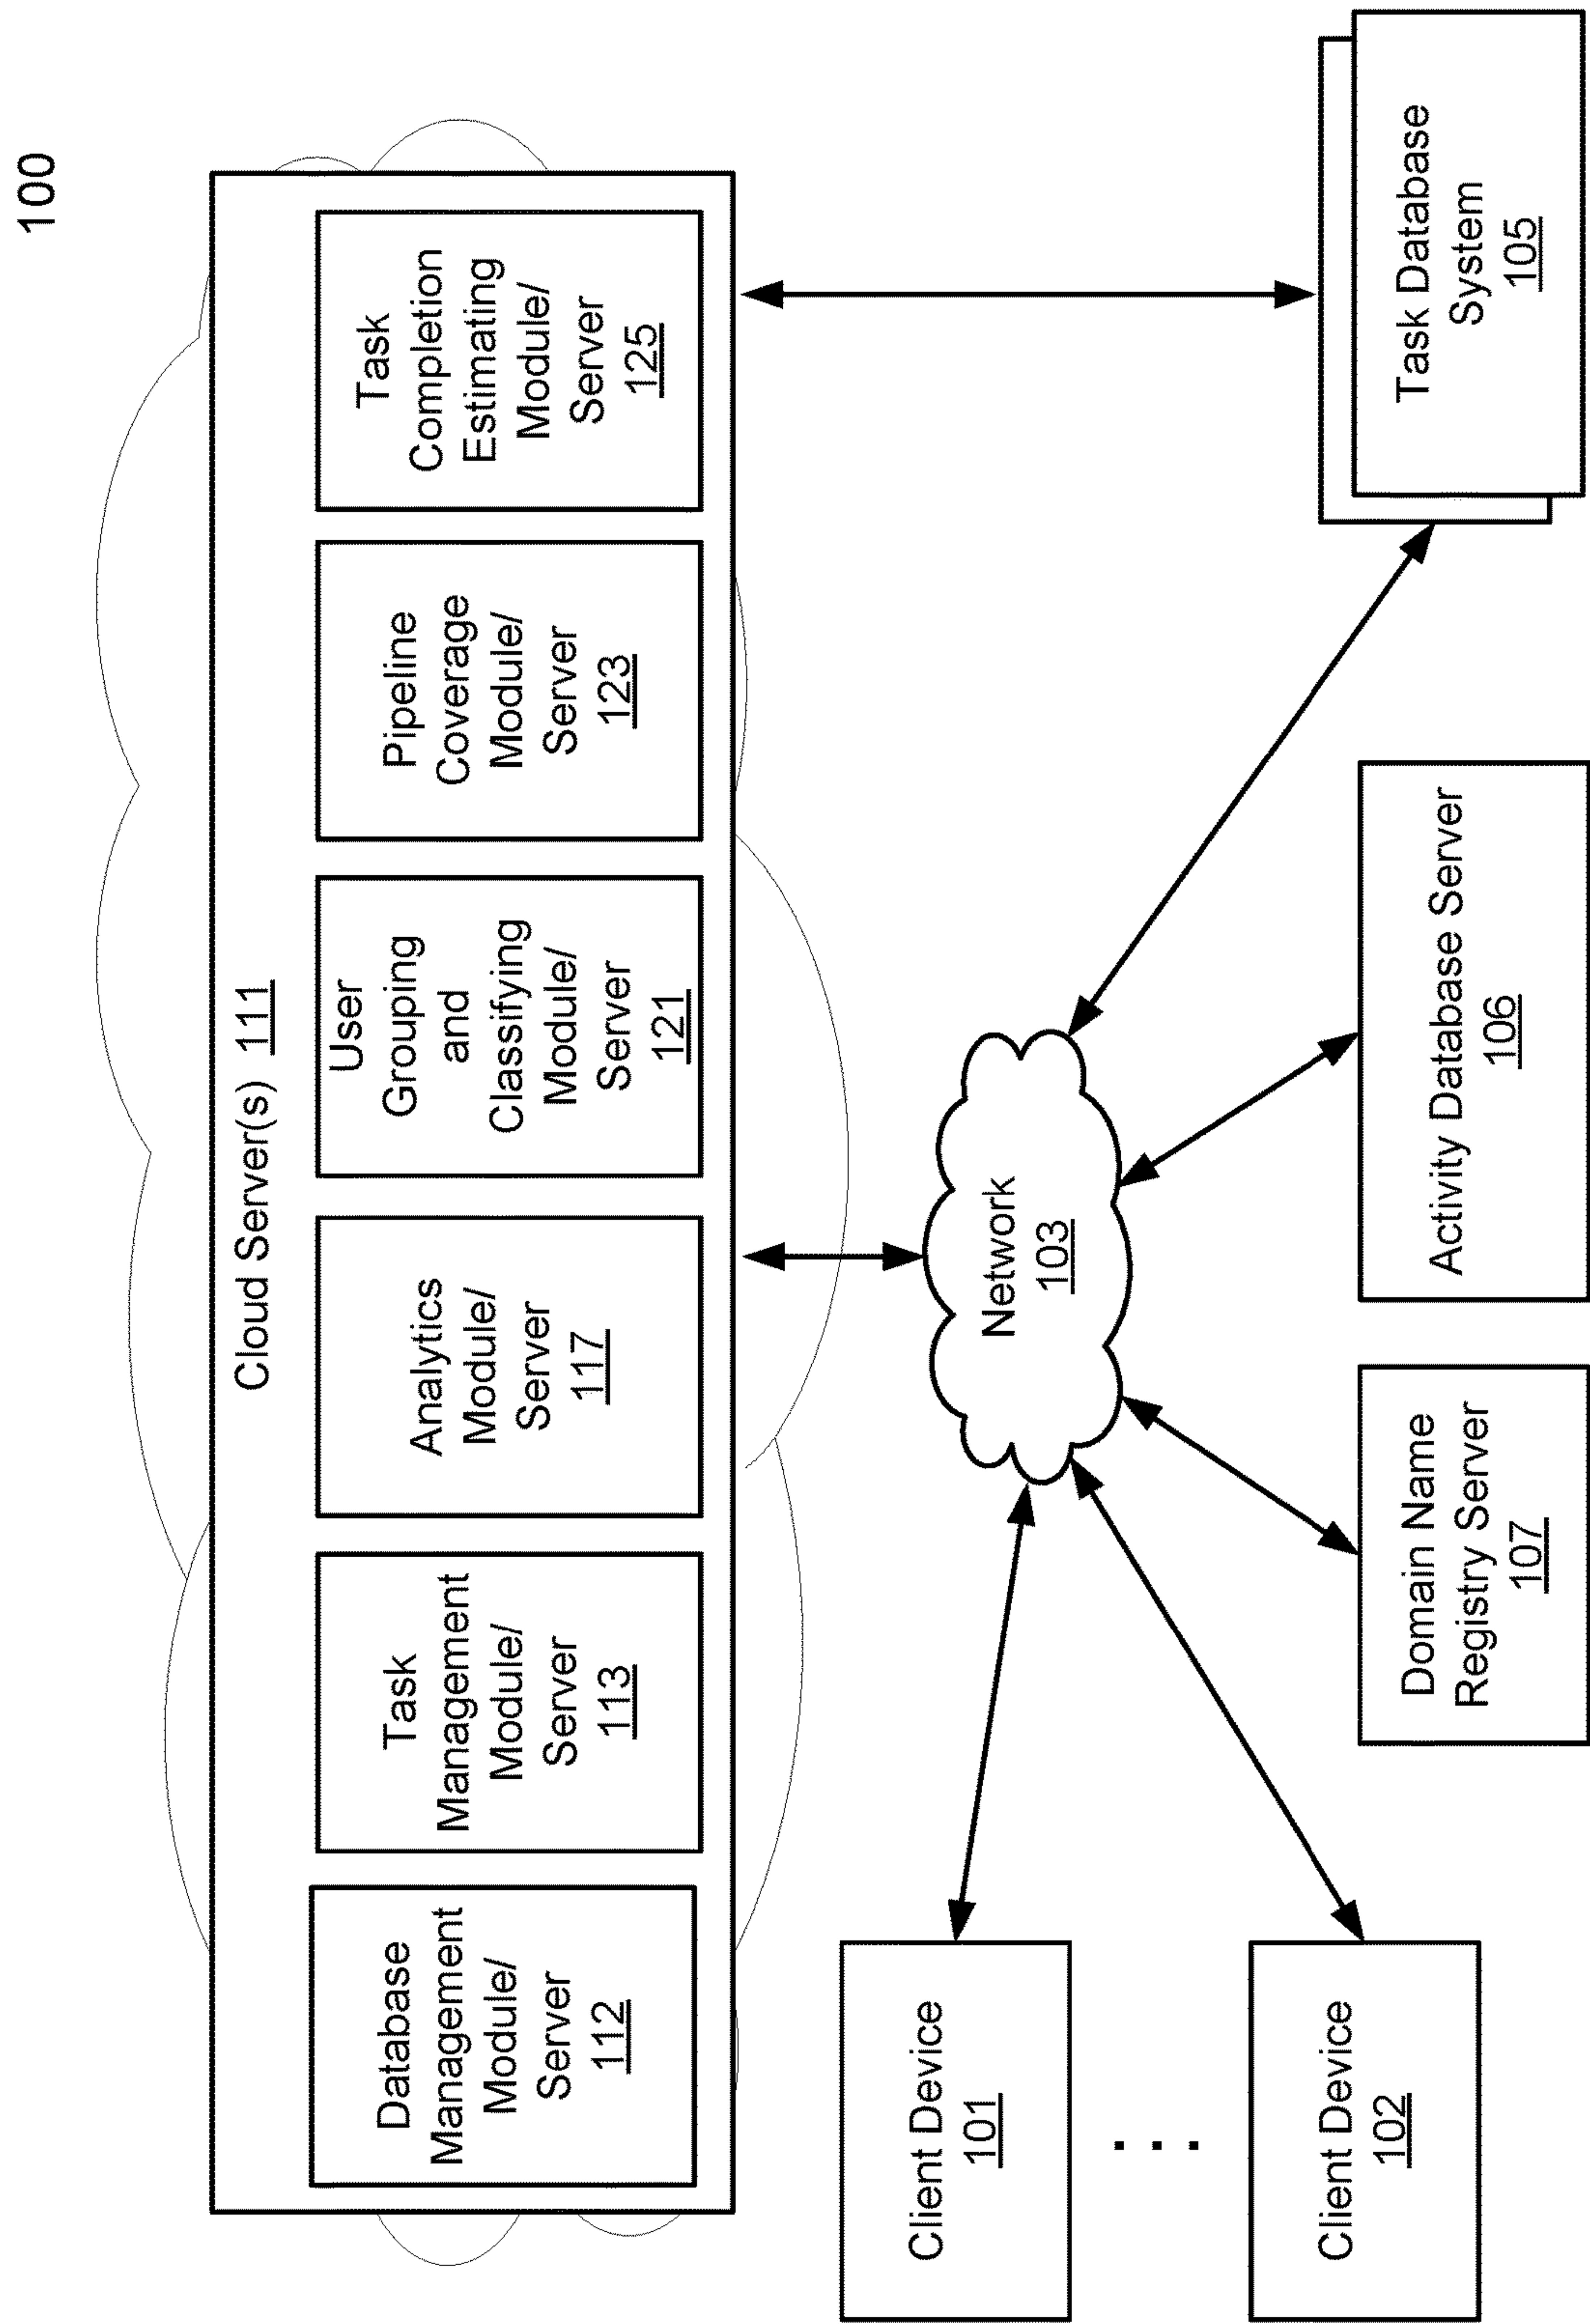 100
Cloud Server(s) 111
Database
Management
Module/
Server
112
Task
Management
Module/
Server
113
Analytics
Module/
Server
117
User
Grouping
and
Classifying
Module/
Server
121
Pipeline
Coverage
Module/
Server
123
Task
Completion
Estimating
Module/
Server
125
Client Device
101
. . .
Client Device
102
Network
103
Domain Name
Registry Server
107
Activity Database Server
106
Task Database
System
105